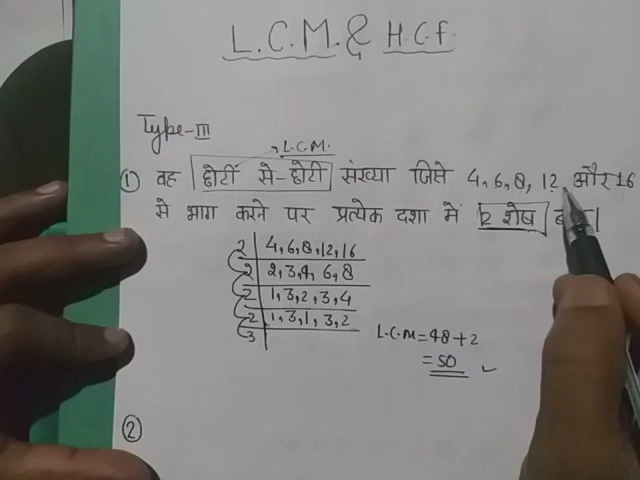 L.C.M. & H.C.F.
Type-III
L.C.M.
① वह छोटी से-छोटी संख्या जिसे 4, 6, 8, 12, और 16
से भाग करने पर प्रत्येक दशा में 2 शेष
2 | 4, 6, 8, 12, 16
2 | 2, 3, 4, 6, 8
2 | 1, 3, 2, 3, 4
2 | 1, 3, 1, 3, 2
3 |
L.C.M = 48 + 2
= 50 ✓
②